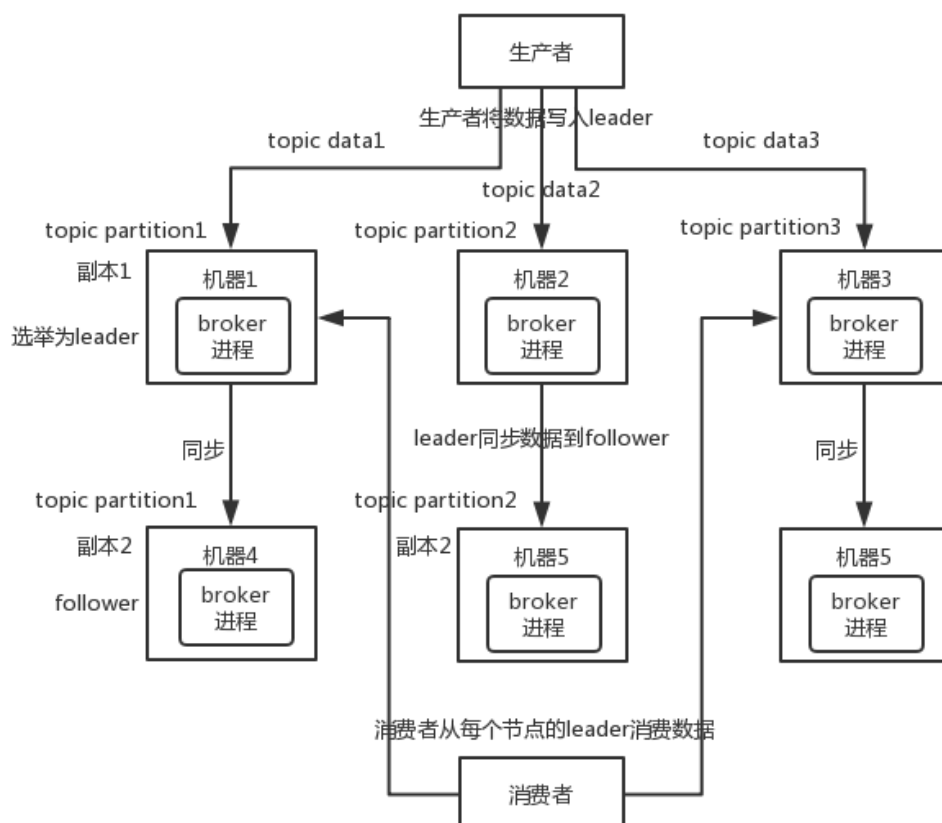 生产者
生产者将数据写入leader
topic data1
topic data3
topic data2
topic partition1
topic partition2
topic partition3
副本1
机器1
机器2
机器3
选举为leader
broker
进程
broker
进程
broker
进程
同步
leader同步数据到follower
同步
topic partition1
topic partition2
副本2
机器4
副本2
机器5
机器5
follower
broker
进程
broker
进程
broker
进程
消费者从每个节点的leader消费数据
消费者